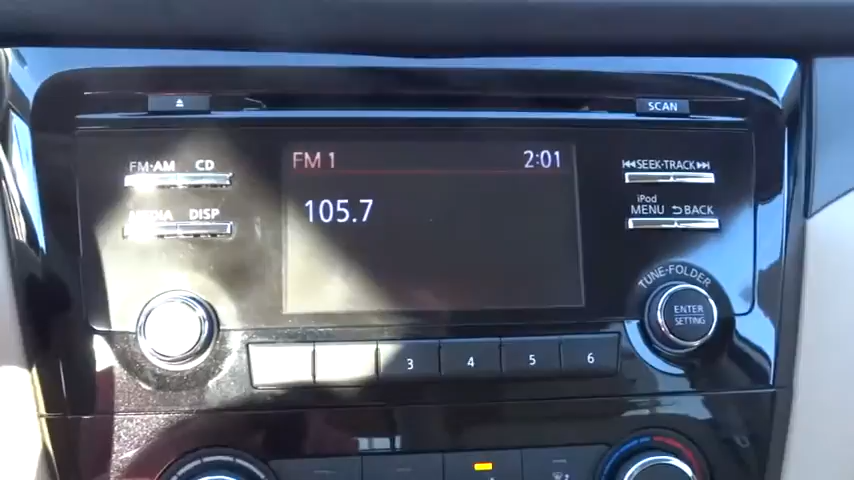 SCAN
FM·AM CD
FM 1 2:01
SEEK·TRACK
MEDIA DISP
105.7
iPod
MENU BACK
TUNE·FOLDER
ENTER
SETTING
3 4 5 6